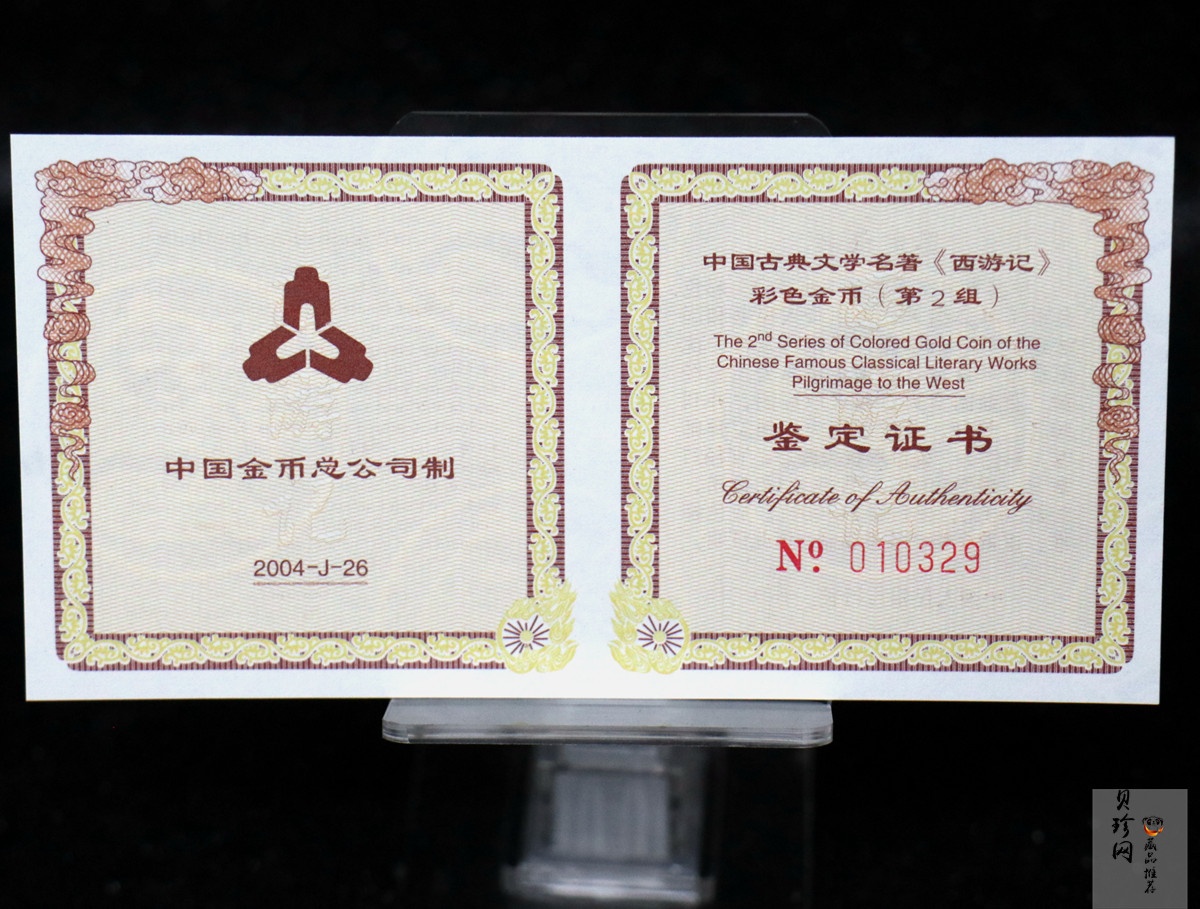 中国金币总公司制
2004-J-26
中国古典文学名著《西游记》
彩色金币（第2组）
The 2nd Series of Colored Gold Coin of the
Chinese Famous Classical Literary Works
Pilgrimage to the West
鉴定证书
Certificate of Authenticity
Nº 010329
贝珍网
藏品推荐